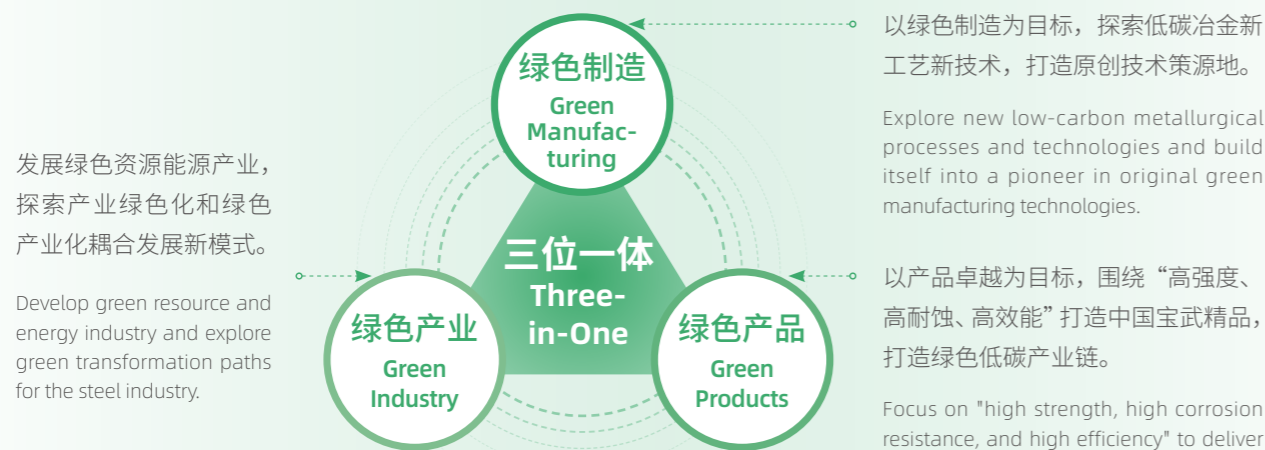 绿色制造
Green
Manufac-
turing
以绿色制造为目标，探索低碳冶金新
工艺新技术，打造原创技术策源地。
Explore new low-carbon metallurgical
processes and technologies and build
itself into a pioneer in original green
manufacturing technologies.
发展绿色资源能源产业，
探索产业绿色化和绿色
产业化耦合发展新模式。
Develop green resource and
energy industry and explore
green transformation paths
for the steel industry.
三位一体
Three-
in-One
绿色产业
Green
Industry
绿色产品
Green
Products
以产品卓越为目标，围绕“高强度、
高耐蚀、高效能”打造中国宝武精品，
打造绿色低碳产业链。
Focus on "high strength, high corrosion
resistance, and high efficiency" to deliver